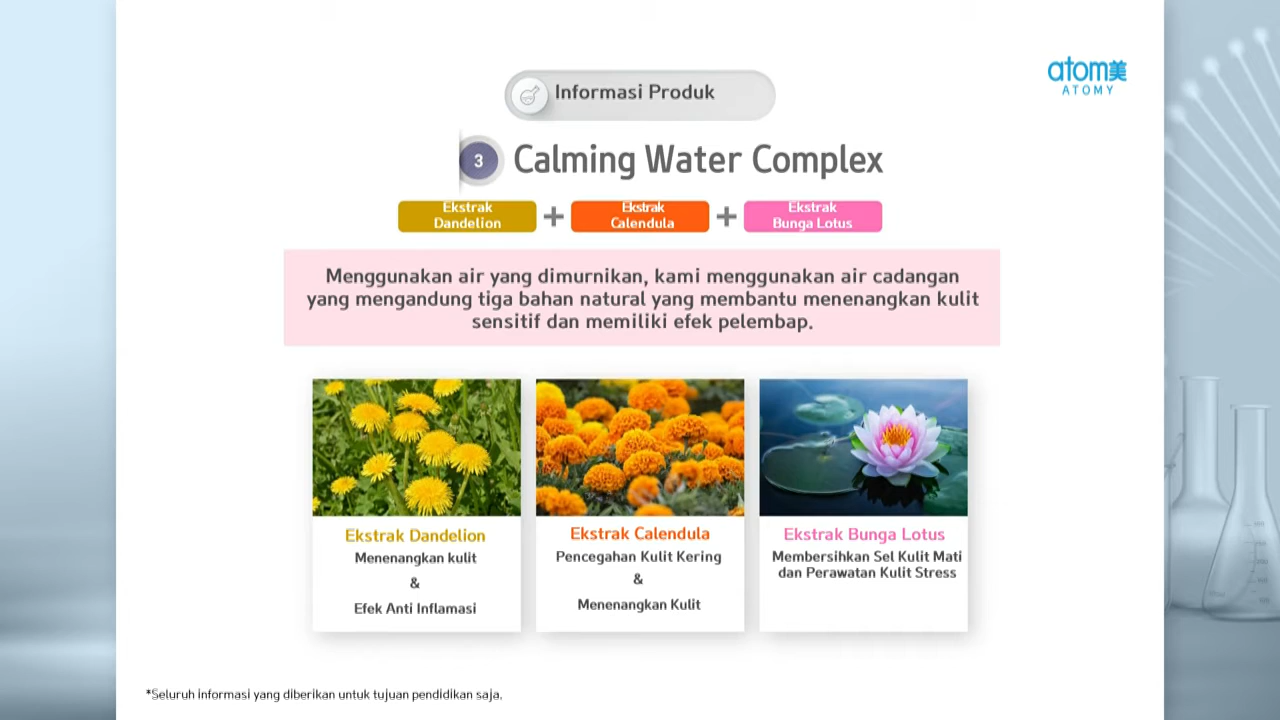 atom美
ATOMY
Informasi Produk
3
Calming Water Complex
Ekstrak
Dandelion
+
Ekstrak
Calendula
+
Ekstrak
Bunga Lotus
Menggunakan air yang dimurnikan, kami menggunakan air cadangan
yang mengandung tiga bahan natural yang membantu menenangkan kulit
sensitif dan memiliki efek pelembap.
Ekstrak Dandelion
Menenangkan kulit
&
Efek Anti Inflamasi
Ekstrak Calendula
Pencegahan Kulit Kering
&
Menenangkan Kulit
Ekstrak Bunga Lotus
Membersihkan Sel Kulit Mati
dan Perawatan Kulit Stress
*Seluruh informasi yang diberikan untuk tujuan pendidikan saja.